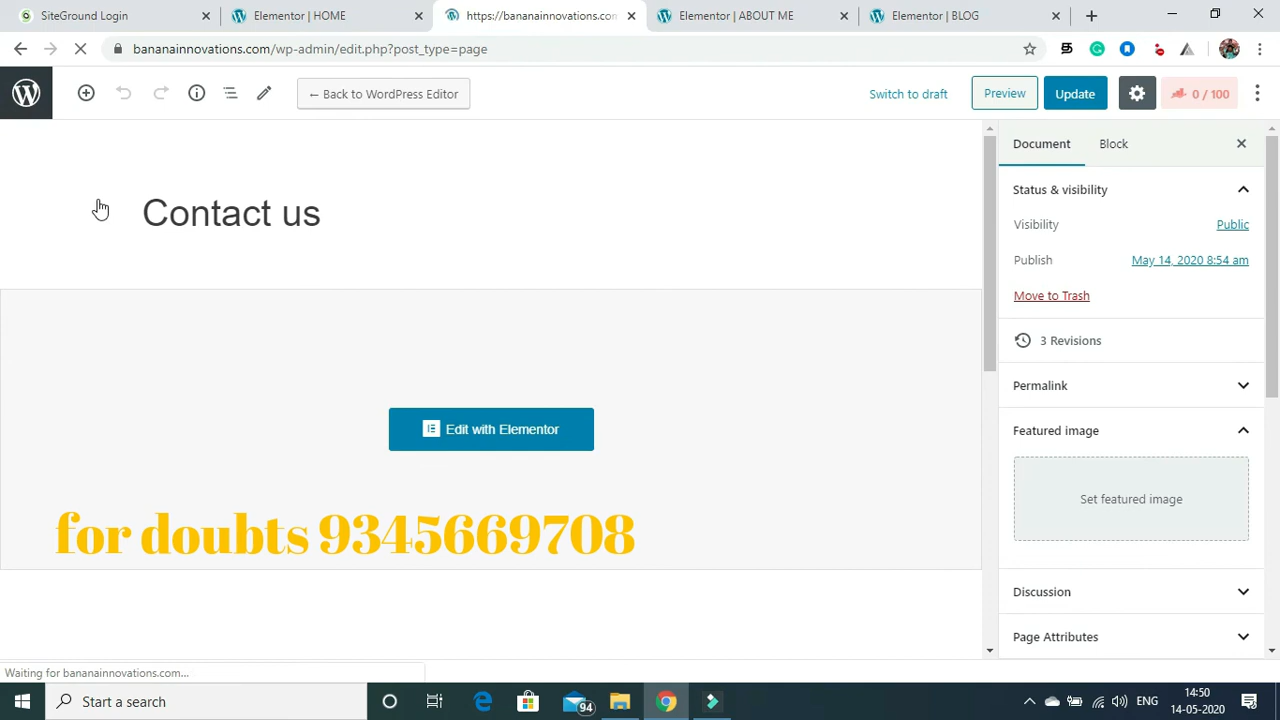 SiteGround Login
Elementor | HOME
https://bananainnovations.com
Elementor | ABOUT ME
Elementor | BLOG
bananainnovations.com/wp-admin/edit.php?post_type=page
← Back to WordPress Editor
Switch to draft
Preview
Update
0 / 100
Contact us
Document
Block
Status & visibility
Visibility
Public
Publish
May 14, 2020 8:54 am
Move to Trash
3 Revisions
Permalink
Edit with Elementor
Featured image
Set featured image
for doubts 9345669708
Discussion
Page Attributes
Waiting for bananainnovations.com...
Start a search
94
ENG
14:50
14-05-2020